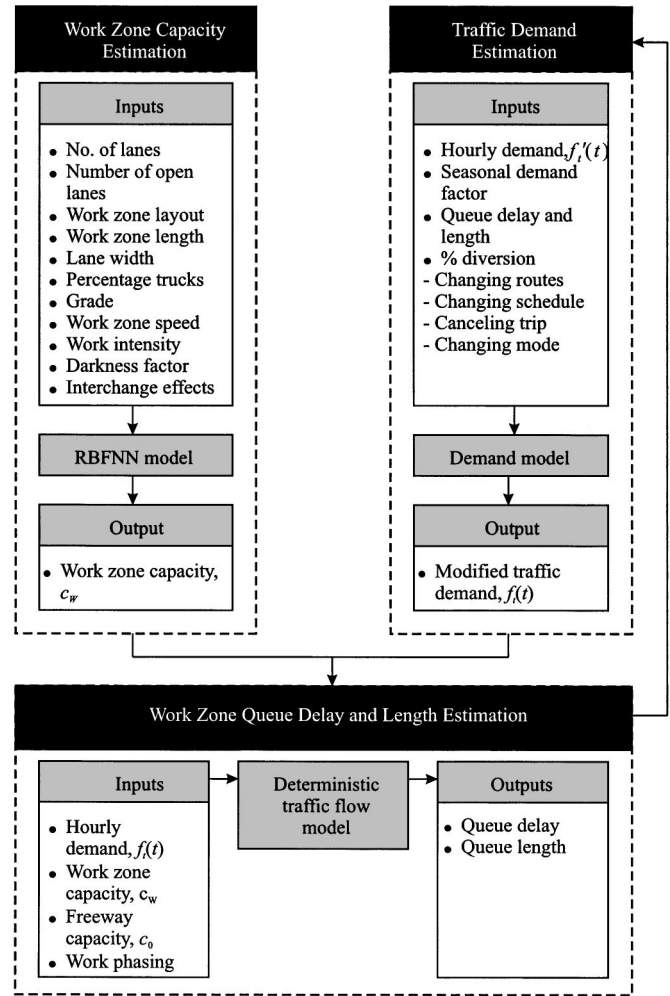 Work Zone Capacity
Estimation
Inputs
• No. of lanes
• Number of open
lanes
• Work zone layout
• Work zone length
• Lane width
• Percentage trucks
• Grade
• Work zone speed
• Work intensity
• Darkness factor
• Interchange effects
RBFNN model
Output
• Work zone capacity,
c_w
Traffic Demand
Estimation
Inputs
• Hourly demand, f_t'(t)
• Seasonal demand
factor
• Queue delay and
length
• % diversion
- Changing routes
- Changing schedule
- Canceling trip
- Changing mode
Demand model
Output
• Modified traffic
demand, f_t(t)
Work Zone Queue Delay and Length Estimation
Inputs
• Hourly
demand, f_t(t)
• Work zone
capacity, c_w
• Freeway
capacity, c_0
• Work phasing
Deterministic
traffic flow
model
Outputs
• Queue delay
• Queue length